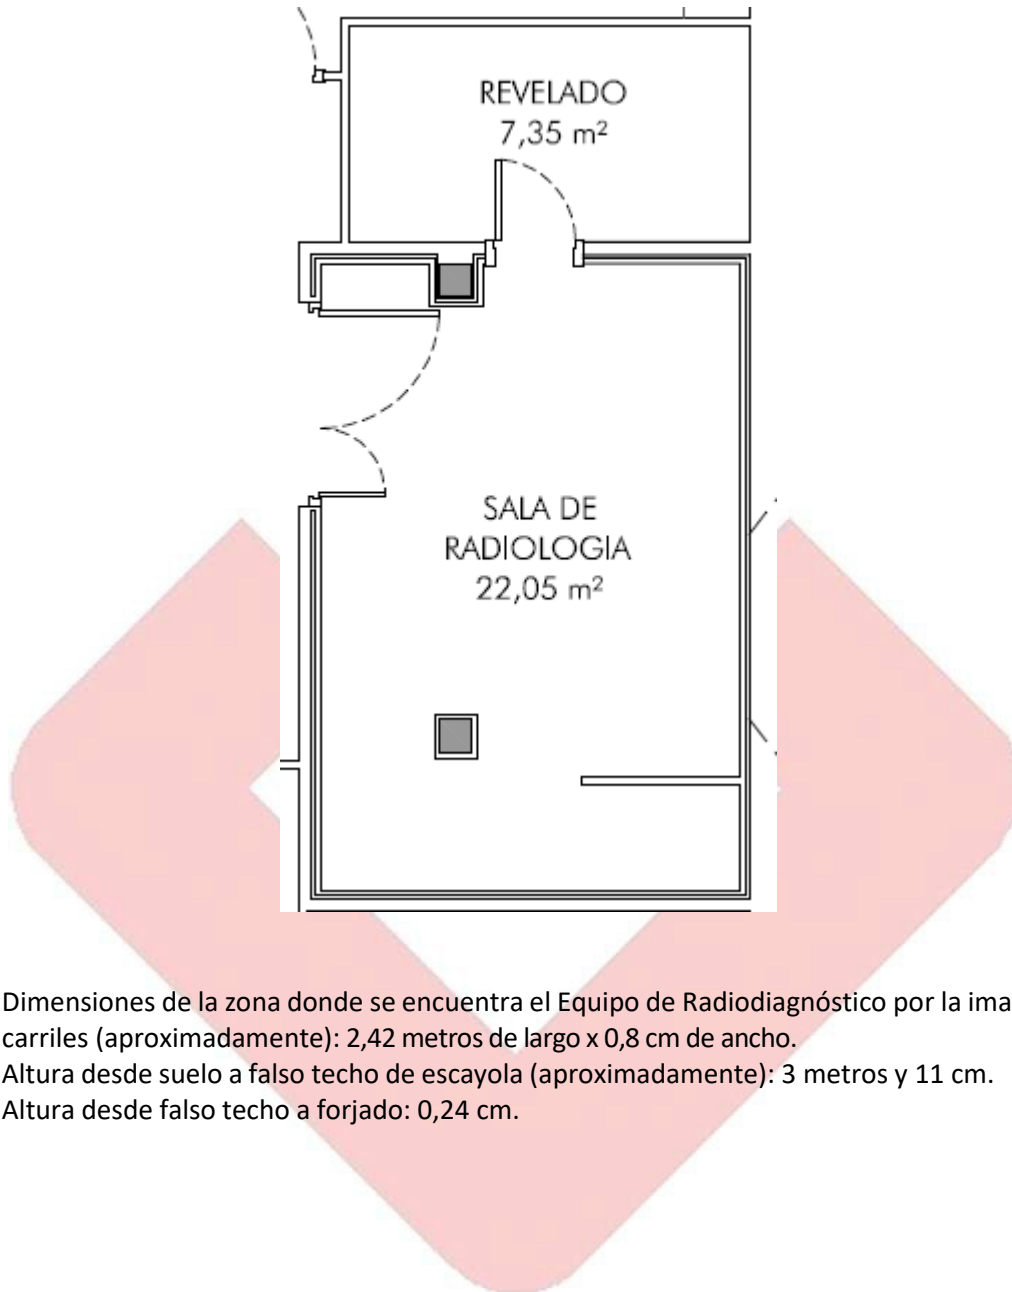 REVELADO
7,35 m²
SALA DE
RADIOLOGIA
22,05 m²
Dimensiones de la zona donde se encuentra el Equipo de Radiodiagnóstico por la ima
carriles (aproximadamente): 2,42 metros de largo x 0,8 cm de ancho.
Altura desde suelo a falso techo de escayola (aproximadamente): 3 metros y 11 cm.
Altura desde falso techo a forjado: 0,24 cm.